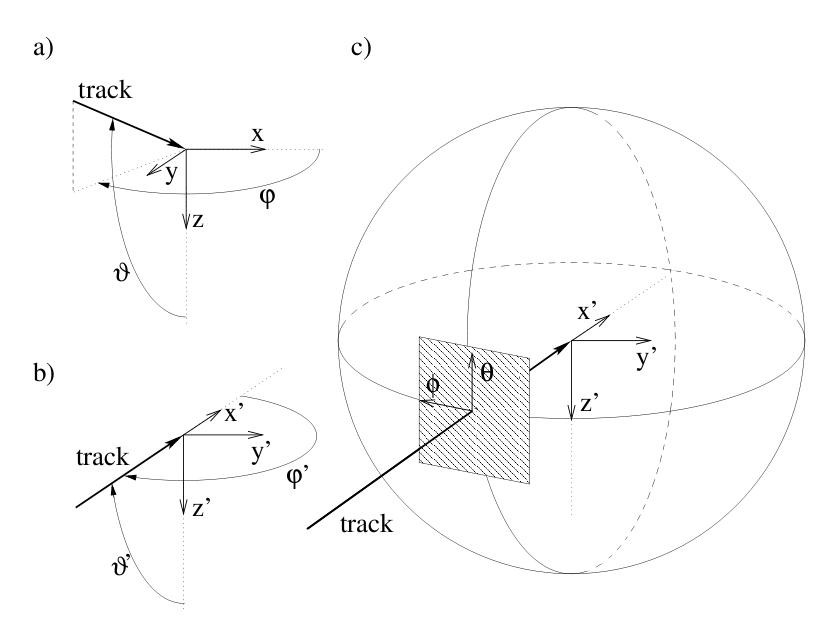 a)
track
x
y
φ
z
ϑ
b)
x'
track
y'
φ'
z'
ϑ'
c)
x'
y'
θ
ϕ
z'
track